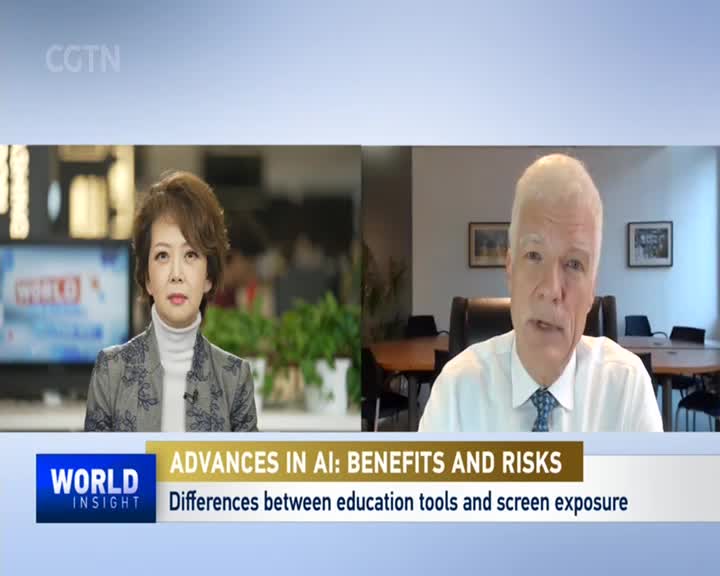 CGTN
WORLD
ADVANCES IN AI: BENEFITS AND RISKS
WORLD
INSIGHT
Differences between education tools and screen exposure